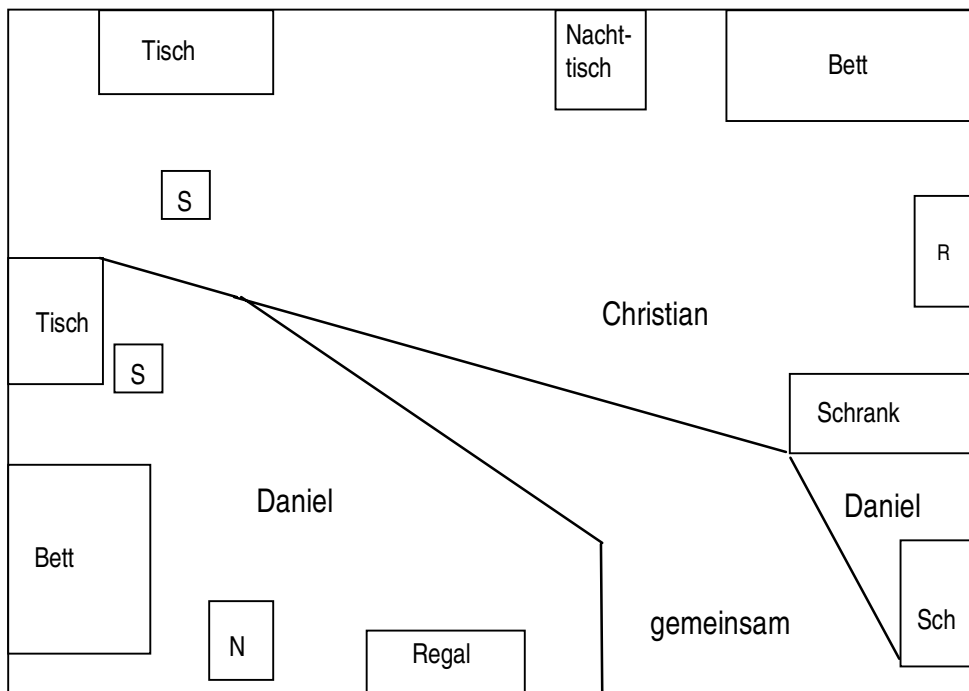 Tisch
Nacht-
tisch
Bett
S
R
Christian
Tisch
S
Schrank
Daniel
Daniel
Bett
Sch
gemeinsam
N
Regal